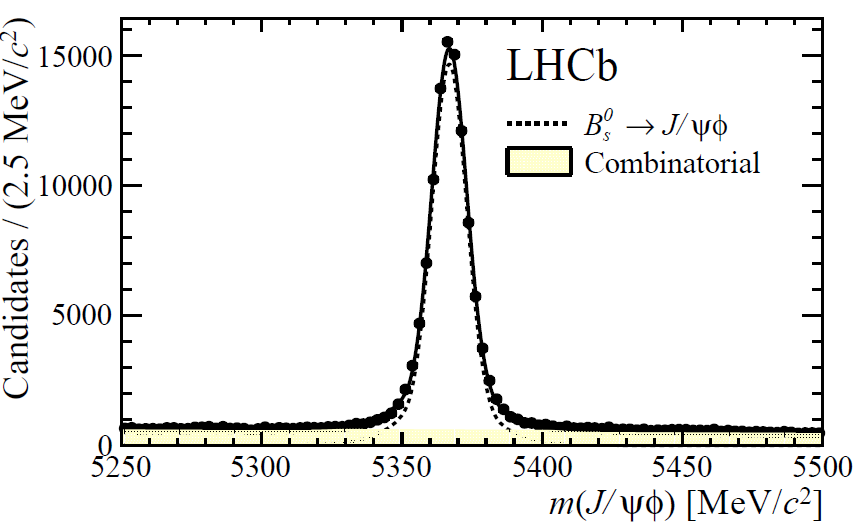 Candidates / (2.5 MeV/c²)
15000
10000
5000
0
LHCb
B⁰ₛ → J/ψϕ
Combinatorial
5250 5300 5350 5400 5450 5500
m(J/ψϕ) [MeV/c²]